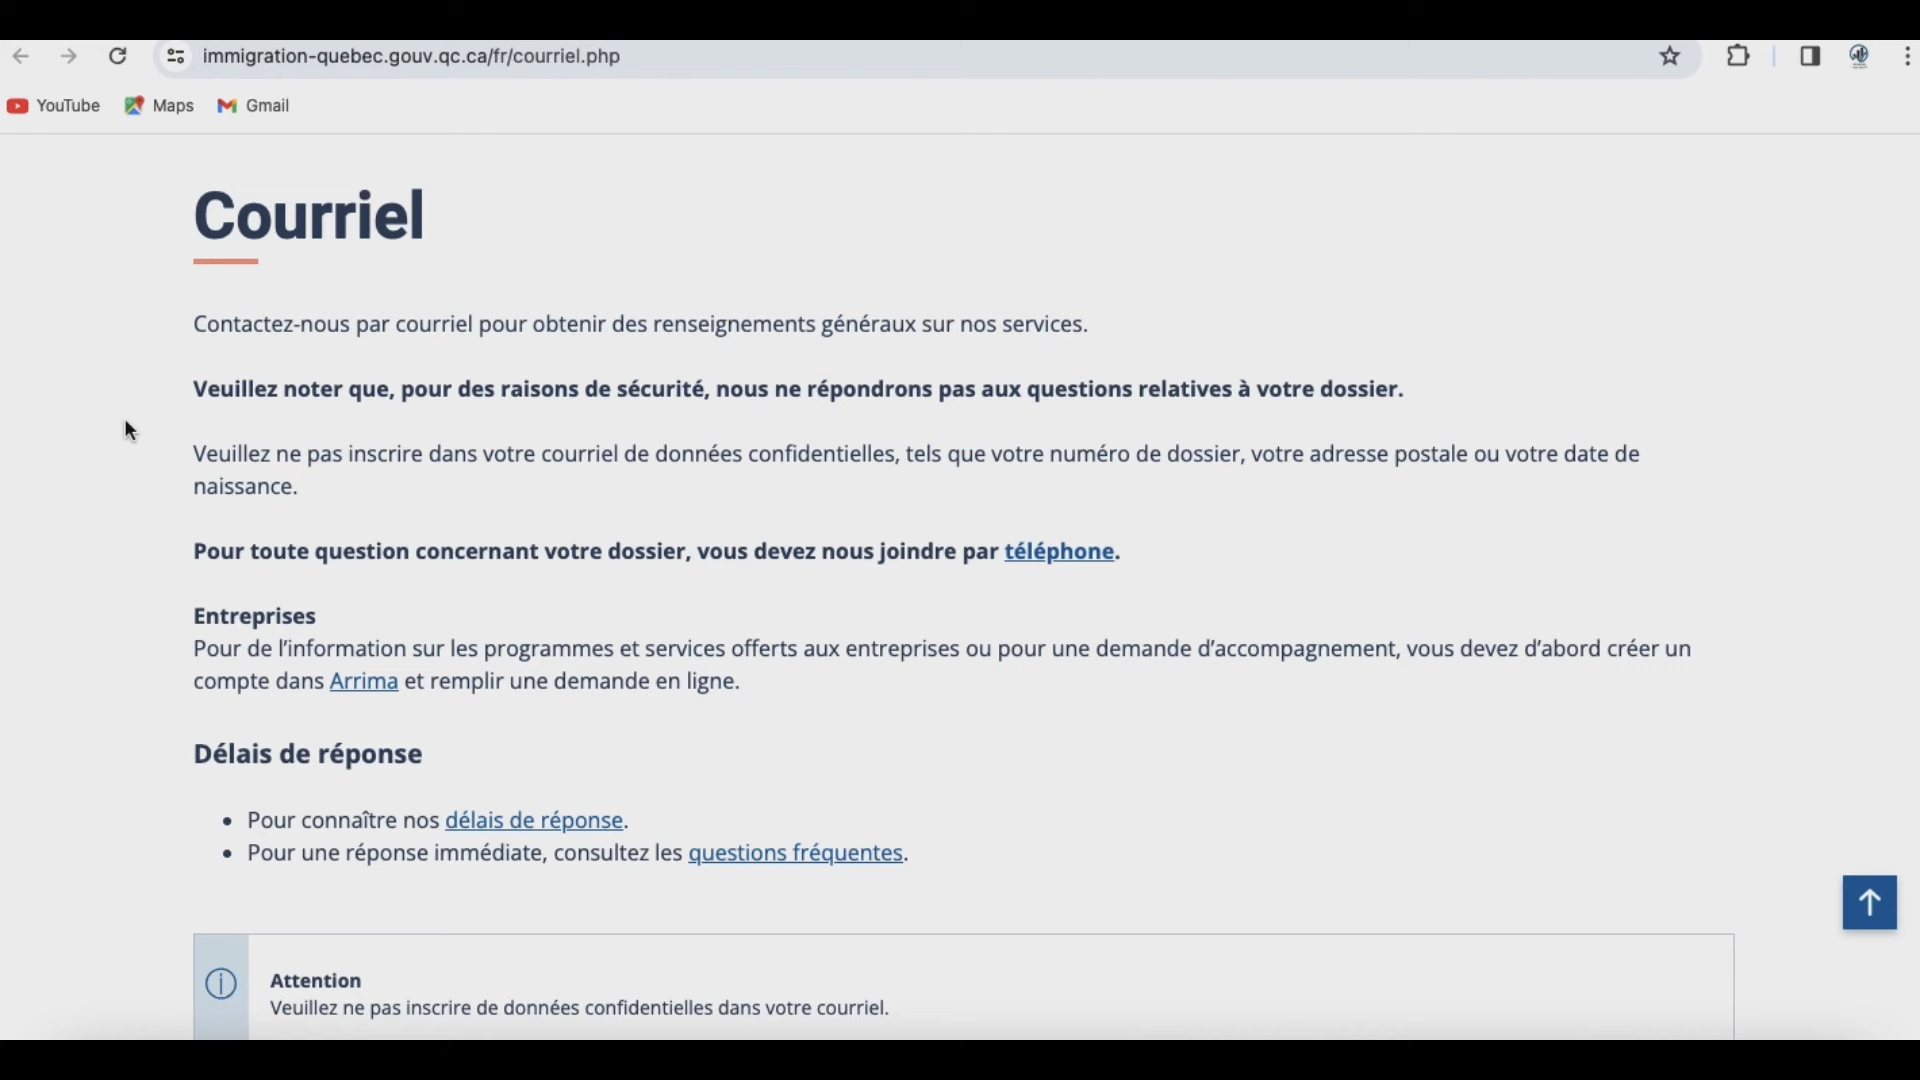 immigration-quebec.gouv.qc.ca/fr/courriel.php
YouTube Maps Gmail
Courriel
Contactez-nous par courriel pour obtenir des renseignements généraux sur nos services.
Veuillez noter que, pour des raisons de sécurité, nous ne répondrons pas aux questions relatives à votre dossier.
Veuillez ne pas inscrire dans votre courriel de données confidentielles, tels que votre numéro de dossier, votre adresse postale ou votre date de
naissance.
Pour toute question concernant votre dossier, vous devez nous joindre par téléphone.
Entreprises
Pour de l’information sur les programmes et services offerts aux entreprises ou pour une demande d’accompagnement, vous devez d’abord créer un
compte dans Arrima et remplir une demande en ligne.
Délais de réponse
• Pour connaître nos délais de réponse.
• Pour une réponse immédiate, consultez les questions fréquentes.
Attention
Veuillez ne pas inscrire de données confidentielles dans votre courriel.